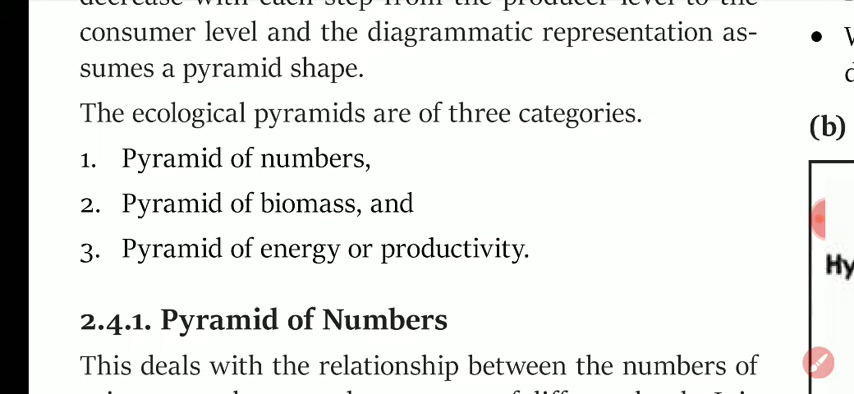 consumer level and the diagrammatic representation as-
sumes a pyramid shape.
The ecological pyramids are of three categories.
1. Pyramid of numbers,
2. Pyramid of biomass, and
3. Pyramid of energy or productivity.
2.4.1. Pyramid of Numbers
This deals with the relationship between the numbers of
(b)
Hy